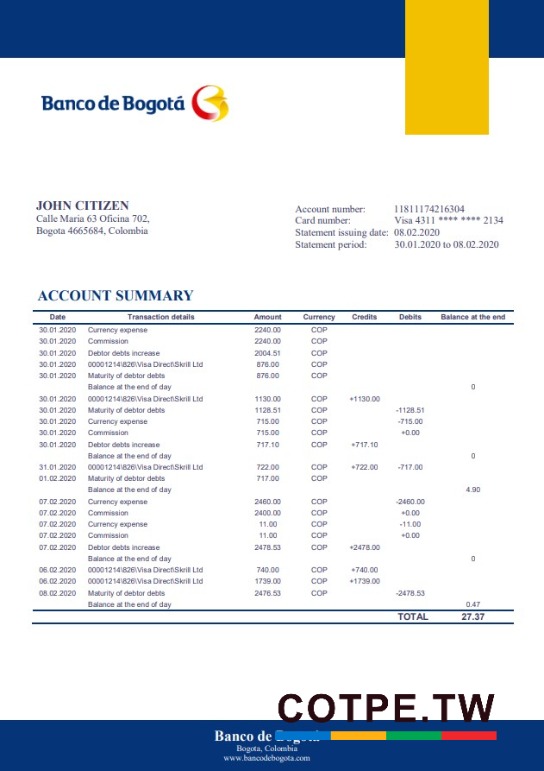 Banco de Bogotá
JOHN CITIZEN
Calle Maria 63 Oficina 702,
Bogota 4665684, Colombia
Account number: 11811174216304
Card number: Visa 4311 **** **** 2134
Statement issuing date: 08.02.2020
Statement period: 30.01.2020 to 08.02.2020
ACCOUNT SUMMARY
Date Transaction details Amount Currency Credits Debits Balance at the end
30.01.2020 Currency expense 2240.00 COP
30.01.2020 Commission 2240.00 COP
30.01.2020 Debtor debts increase 2004.51 COP
30.01.2020 00001214\826\Visa Direct\Skrill Ltd 876.00 COP
30.01.2020 Maturity of debtor debts 876.00 COP
Balance at the end of day 0
30.01.2020 00001214\826\Visa Direct\Skrill Ltd 1130.00 COP +1130.00
30.01.2020 Maturity of debtor debts 1128.51 COP -1128.51
30.01.2020 Currency expense 715.00 COP -715.00
30.01.2020 Commission 715.00 COP +0.00
30.01.2020 Debtor debts increase 717.10 COP +717.10
Balance at the end of day 0
31.01.2020 00001214\826\Visa Direct\Skrill Ltd 722.00 COP +722.00 -717.00
01.02.2020 Maturity of debtor debts 717.00 COP
Balance at the end of day 4.90
07.02.2020 Currency expense 2460.00 COP -2460.00
07.02.2020 Commission 2400.00 COP +0.00
07.02.2020 Currency expense 11.00 COP -11.00
07.02.2020 Commission 11.00 COP +0.00
07.02.2020 Debtor debts increase 2478.53 COP +2478.00
Balance at the end of day 0
06.02.2020 00001214\826\Visa Direct\Skrill Ltd 740.00 COP +740.00
06.02.2020 00001214\826\Visa Direct\Skrill Ltd 1739.00 COP +1739.00
08.02.2020 Maturity of debtor debts 2476.53 COP -2478.53
Balance at the end of day 0.47
TOTAL 27.37
COTPE.TW
Banco de Bogotá
Bogota, Colombia
www.bancodebogota.com